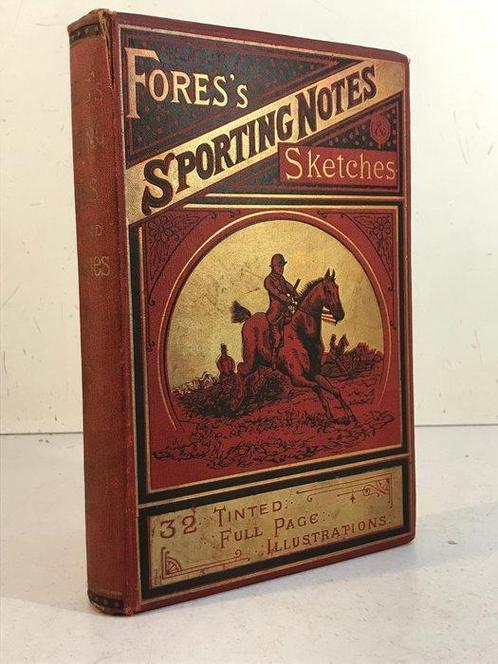 FORES'S
SPORTING NOTES
&
Sketches
32 TINTED
FULL PAGE
ILLUSTRATIONS